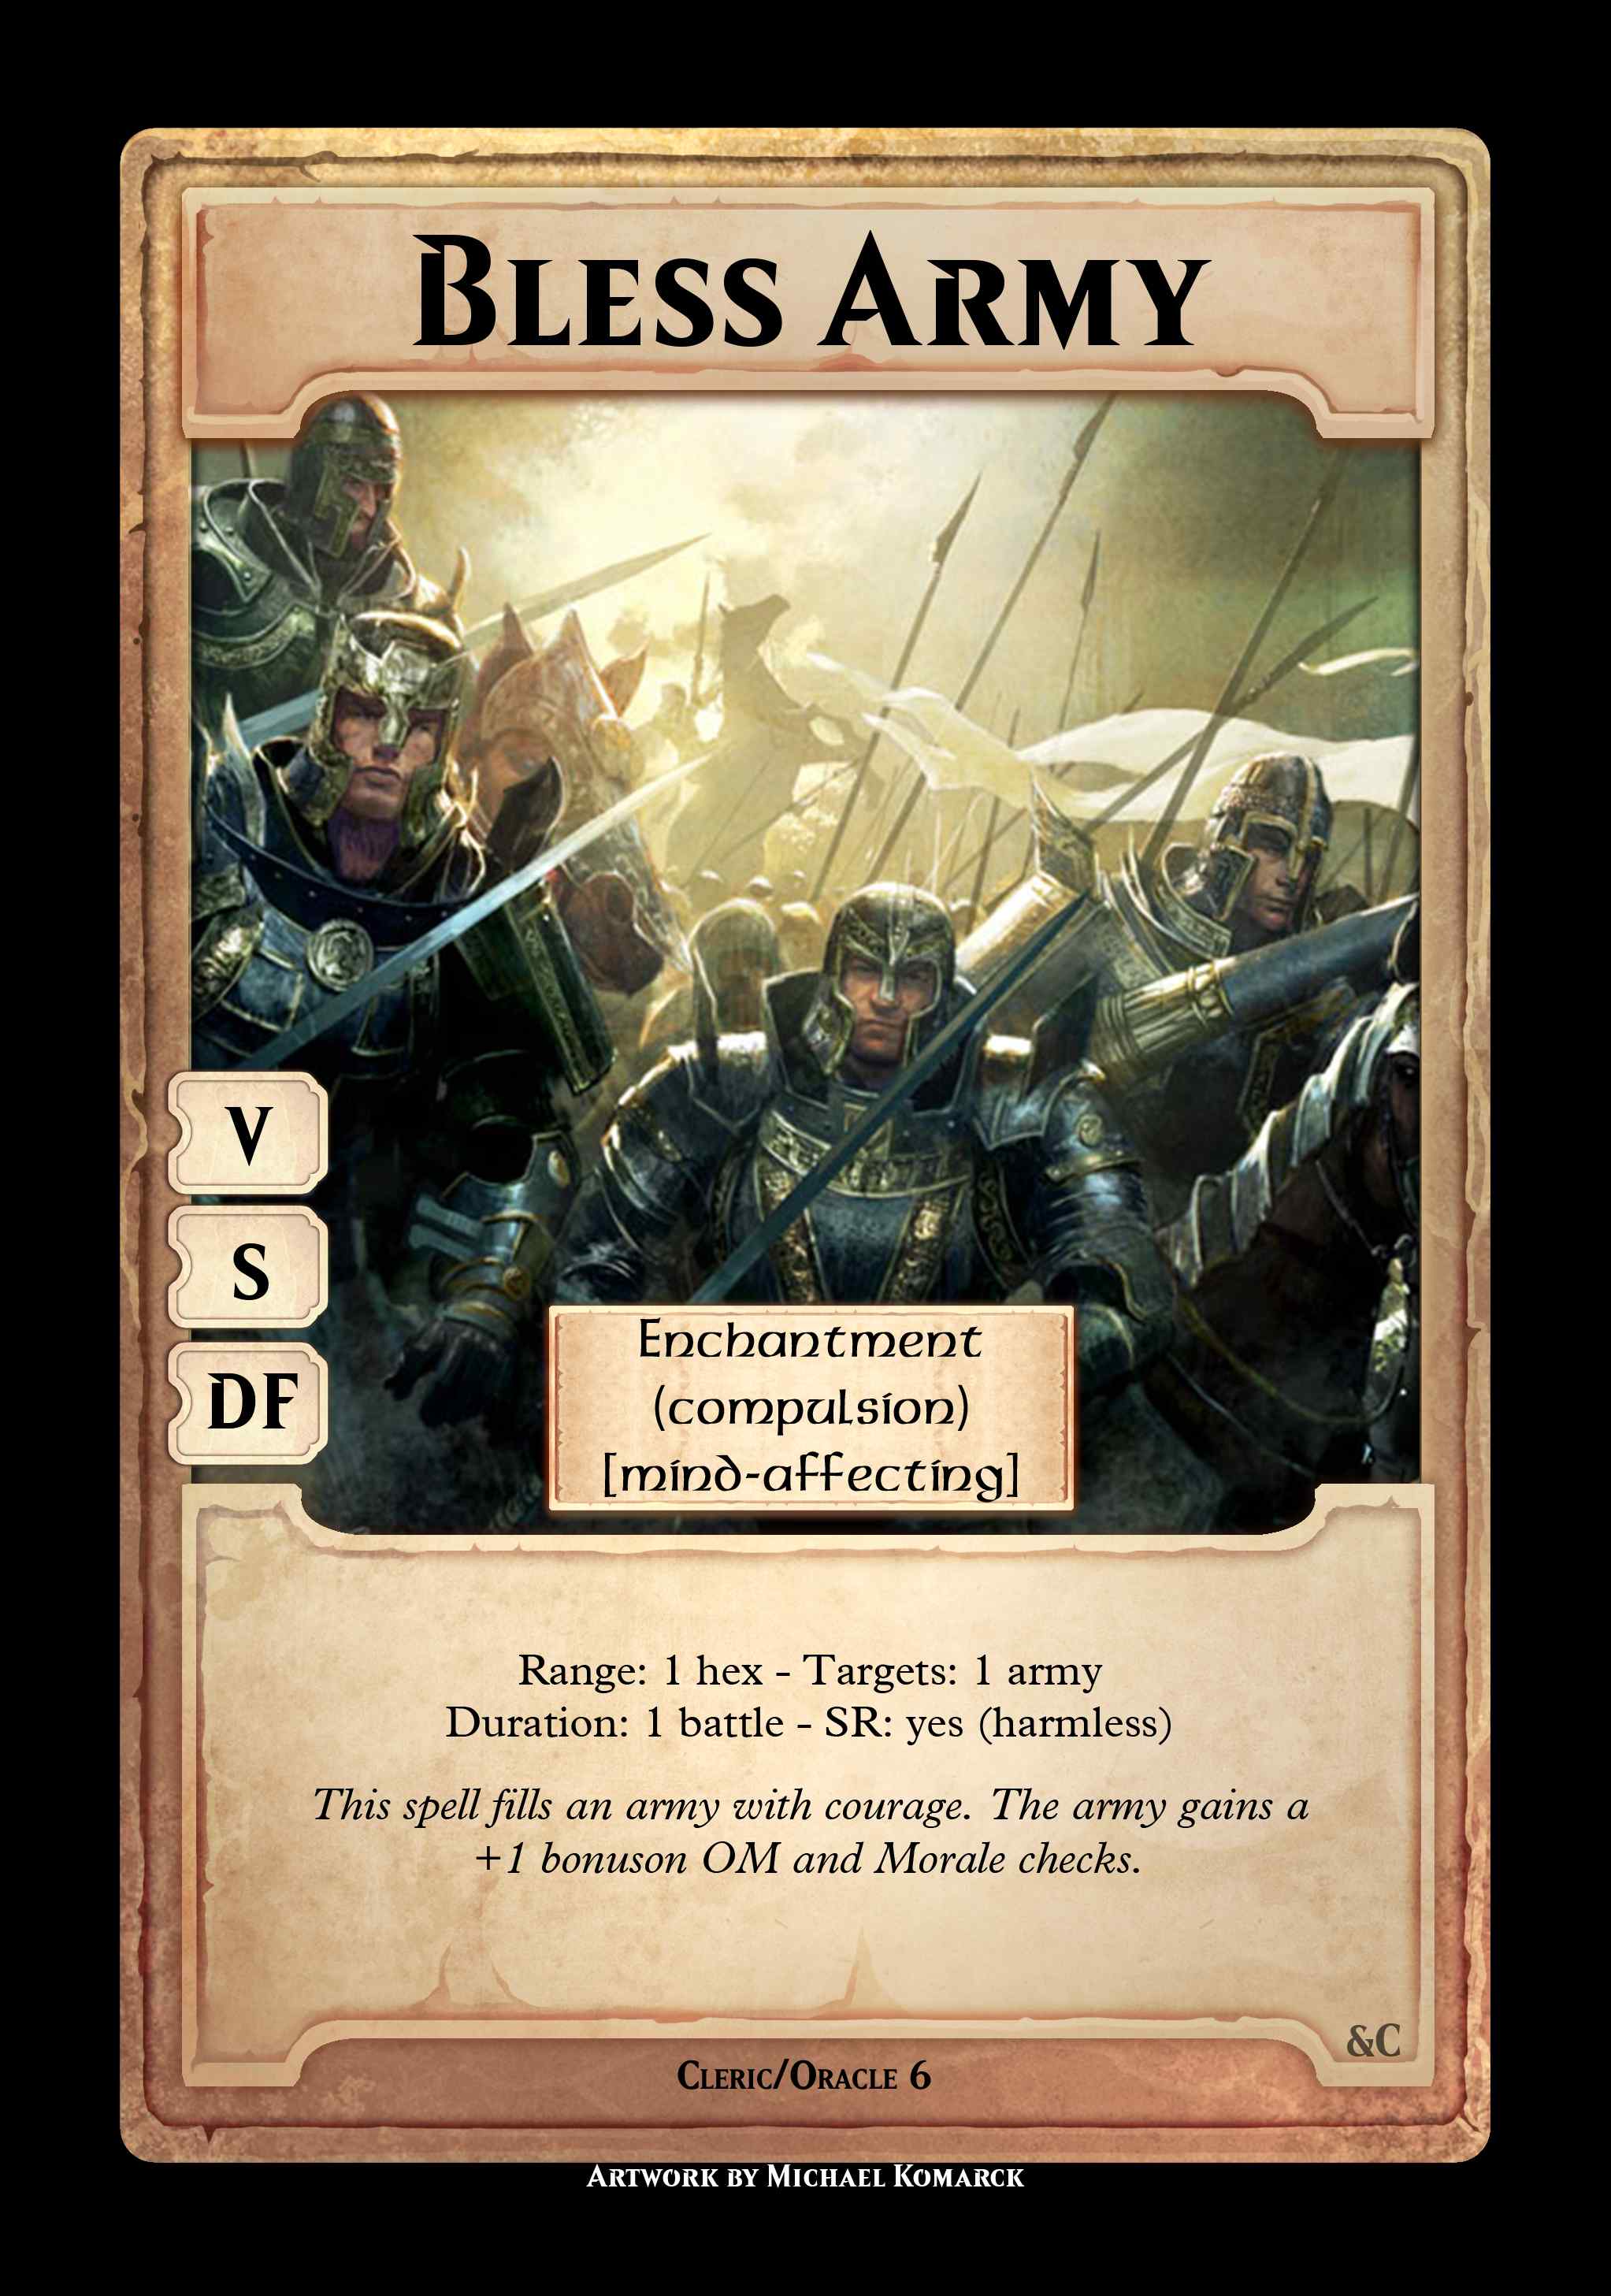 Bless Army
V
S
DF
Enchantment
(compulsion)
[mind-affecting]
Range: 1 hex - Targets: 1 army
Duration: 1 battle - SR: yes (harmless)
This spell fills an army with courage. The army gains a
+1 bonuson OM and Morale checks.
&C
Cleric/Oracle 6
Artwork by Michael Komarck